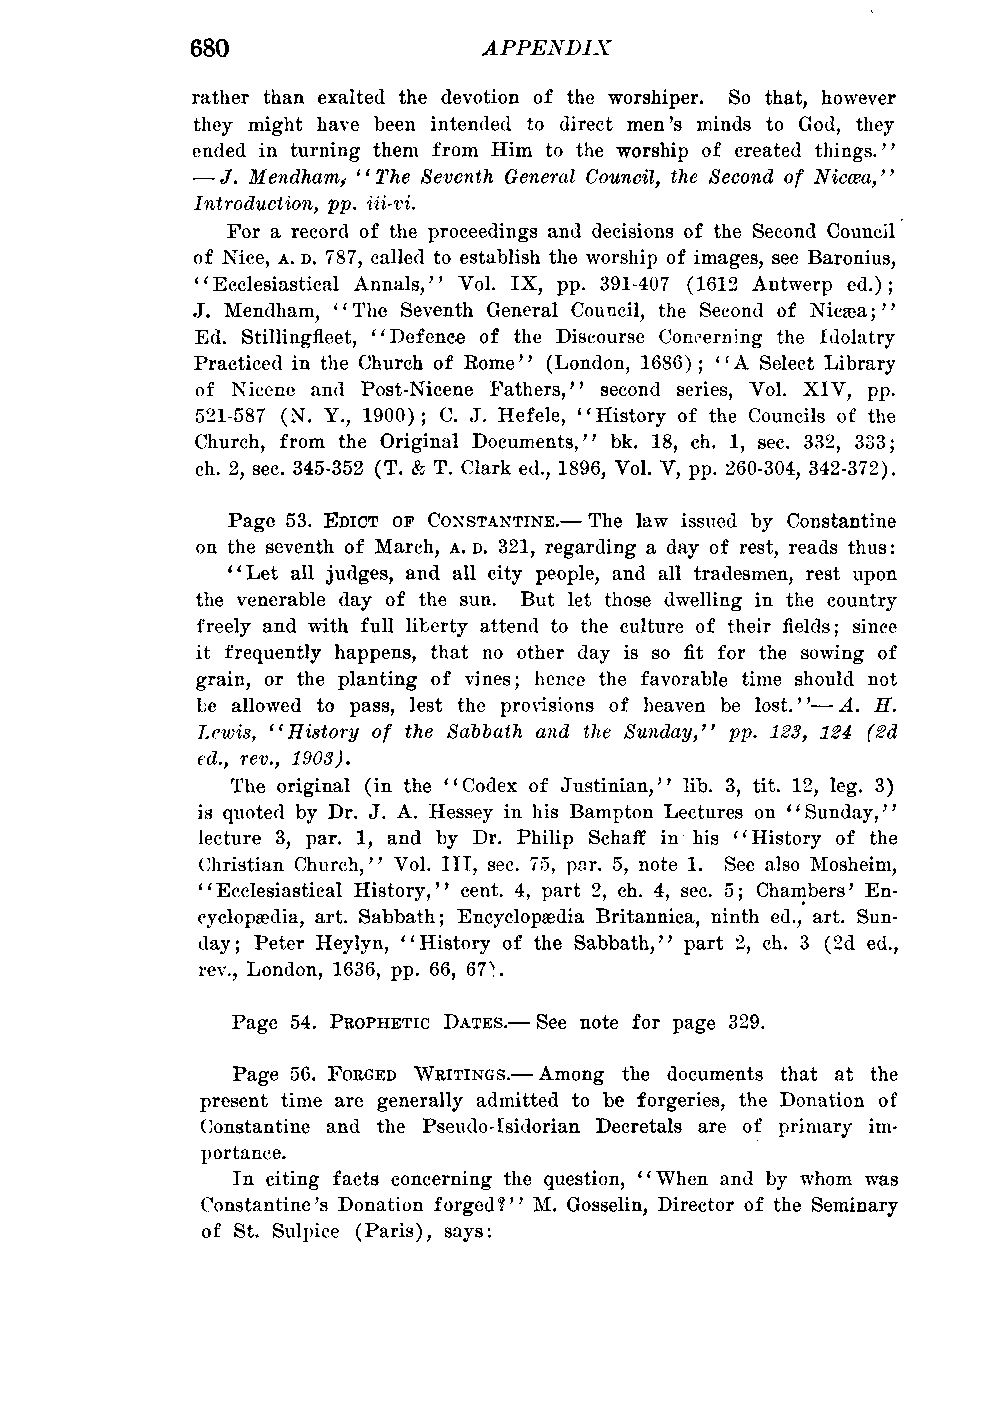 680 APPENDIX
rather than exalted the devotion of the worshiper. So that, however
they might have been intended to direct men's minds to God, they
ended in turning them from Him to the worship of created things.''
— J. Mendham, ''The Seventh General Council, the Second of Nicæa,''
Introduction, pp. iii-vi.
For a record of the proceedings and decisions of the Second Council
of Nice, A. D. 787, called to establish the worship of images, see Baronius,
''Ecclesiastical Annals,'' Vol. IX, pp. 391-407 (1612 Antwerp ed.);
J. Mendham, ''The Seventh General Council, the Second of Nicæa;''
Ed. Stillingfleet, ''Defence of the Discourse Concerning the Idolatry
Practiced in the Church of Rome'' (London, 1686); ''A Select Library
of Nicene and Post-Nicene Fathers,'' second series, Vol. XIV, pp.
521-587 (N. Y., 1900); C. J. Hefele, ''History of the Councils of the
Church, from the Original Documents,'' bk. 18, ch. 1, sec. 332, 333;
ch. 2, sec. 345-352 (T. & T. Clark ed., 1896, Vol. V, pp. 260-304, 342-372).
Page 53. EDICT OF CONSTANTINE.— The law issued by Constantine
on the seventh of March, A. D. 321, regarding a day of rest, reads thus:
''Let all judges, and all city people, and all tradesmen, rest upon
the venerable day of the sun. But let those dwelling in the country
freely and with full liberty attend to the culture of their fields; since
it frequently happens, that no other day is so fit for the sowing of
grain, or the planting of vines; hence the favorable time should not
be allowed to pass, lest the provisions of heaven be lost.''— A. H.
Lewis, ''History of the Sabbath and the Sunday,'' pp. 123, 124 (2d
ed., rev., 1903).
The original (in the ''Codex of Justinian,'' lib. 3, tit. 12, leg. 3)
is quoted by Dr. J. A. Hessey in his Bampton Lectures on ''Sunday,''
lecture 3, par. 1, and by Dr. Philip Schaff in his ''History of the
Christian Church,'' Vol. III, sec. 75, par. 5, note 1. See also Mosheim,
''Ecclesiastical History,'' cent. 4, part 2, ch. 4, sec. 5; Chambers' En-
cyclopædia, art. Sabbath; Encyclopædia Britannica, ninth ed., art. Sun-
day; Peter Heylyn, ''History of the Sabbath,'' part 2, ch. 3 (2d ed.,
rev., London, 1636, pp. 66, 67).
Page 54. PROPHETIC DATES.— See note for page 329.
Page 56. FORGED WRITINGS.— Among the documents that at the
present time are generally admitted to be forgeries, the Donation of
Constantine and the Pseudo-Isidorian Decretals are of primary im-
portance.
In citing facts concerning the question, ''When and by whom was
Constantine's Donation forged?'' M. Gosselin, Director of the Seminary
of St. Sulpice (Paris), says: